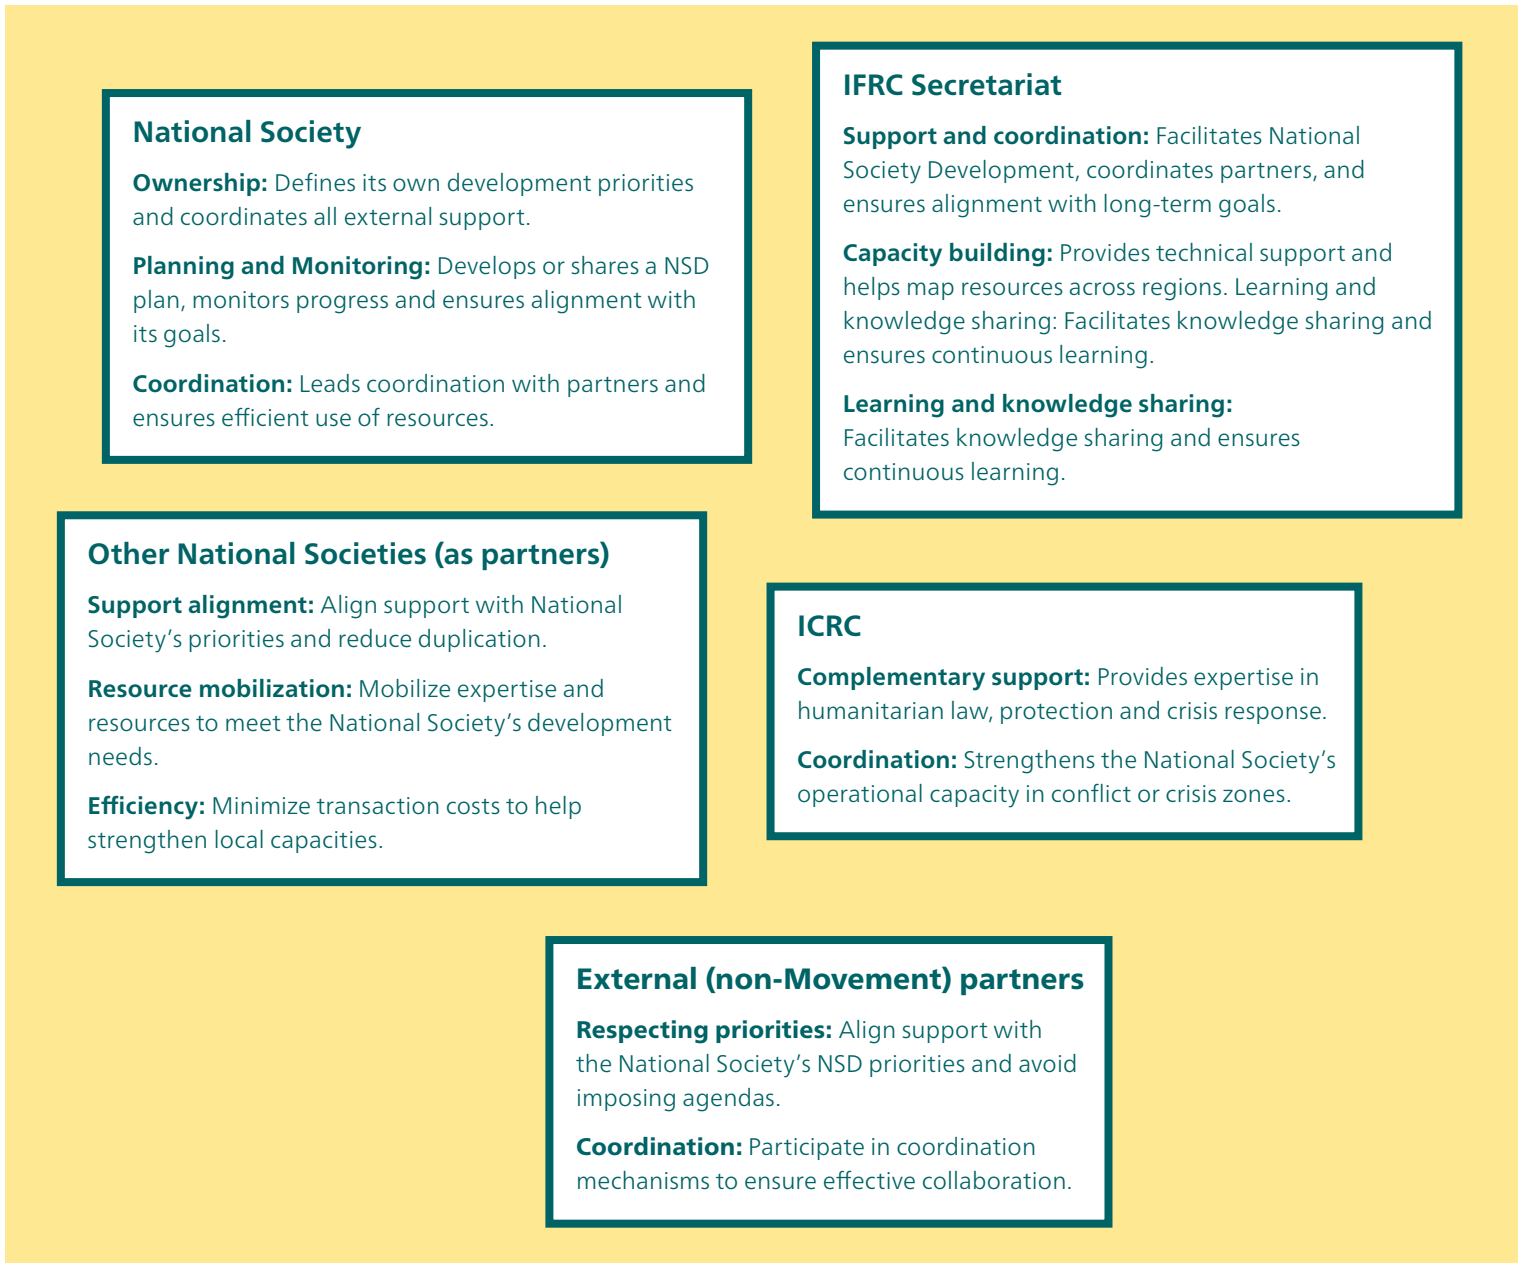 National Society
Ownership: Defines its own development priorities
and coordinates all external support.
Planning and Monitoring: Develops or shares a NSD
plan, monitors progress and ensures alignment with
its goals.
Coordination: Leads coordination with partners and
ensures efficient use of resources.
IFRC Secretariat
Support and coordination: Facilitates National
Society Development, coordinates partners, and
ensures alignment with long-term goals.
Capacity building: Provides technical support and
helps map resources across regions. Learning and
knowledge sharing: Facilitates knowledge sharing and
ensures continuous learning.
Learning and knowledge sharing:
Facilitates knowledge sharing and ensures
continuous learning.
Other National Societies (as partners)
Support alignment: Align support with National
Society’s priorities and reduce duplication.
Resource mobilization: Mobilize expertise and
resources to meet the National Society’s development
needs.
Efficiency: Minimize transaction costs to help
strengthen local capacities.
ICRC
Complementary support: Provides expertise in
humanitarian law, protection and crisis response.
Coordination: Strengthens the National Society’s
operational capacity in conflict or crisis zones.
External (non-Movement) partners
Respecting priorities: Align support with
the National Society’s NSD priorities and avoid
imposing agendas.
Coordination: Participate in coordination
mechanisms to ensure effective collaboration.